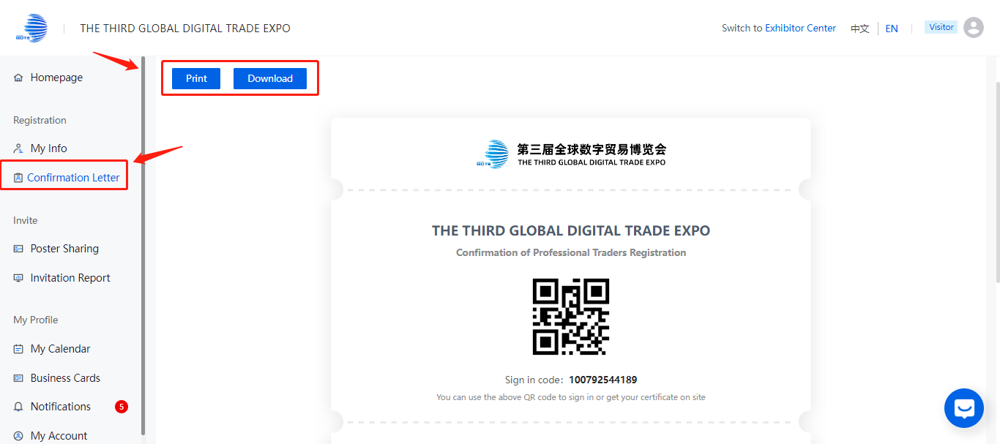 GDTE
THE THIRD GLOBAL DIGITAL TRADE EXPO
Switch to Exhibitor Center
中文
EN
Visitor
Homepage
Registration
My Info
Confirmation Letter
Invite
Poster Sharing
Invitation Report
My Profile
My Calendar
Business Cards
Notifications
5
My Account
Print
Download
GDTE
第三届全球数字贸易博览会
THE THIRD GLOBAL DIGITAL TRADE EXPO
THE THIRD GLOBAL DIGITAL TRADE EXPO
Confirmation of Professional Traders Registration
Sign in code: 100792544189
You can use the above QR code to sign in or get your certificate on site